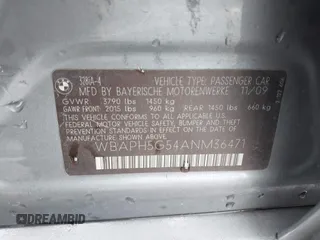 S28A-4 VEHICLE TYPE: PASSENGER CAR
MFD BY BAYERISCHE MOTORENWERKE 11/09
GVWR 3790 lbs 1450 kg
GAWR FRONT: 2015 lbs 960 kg REAR 1450 lbs 660 kg
THIS VEHICLE CONFORMS TO ALL APPLICABLE FEDERAL
MOTOR VEHICLE SAFETY, BUMPER AND THEFT
PREVENTION STANDARDS IN EFFECT ON THE DATE OF
MANUFACTURE SHOWN ABOVE.
WBAPH5G54ANM36471
DREAMBID